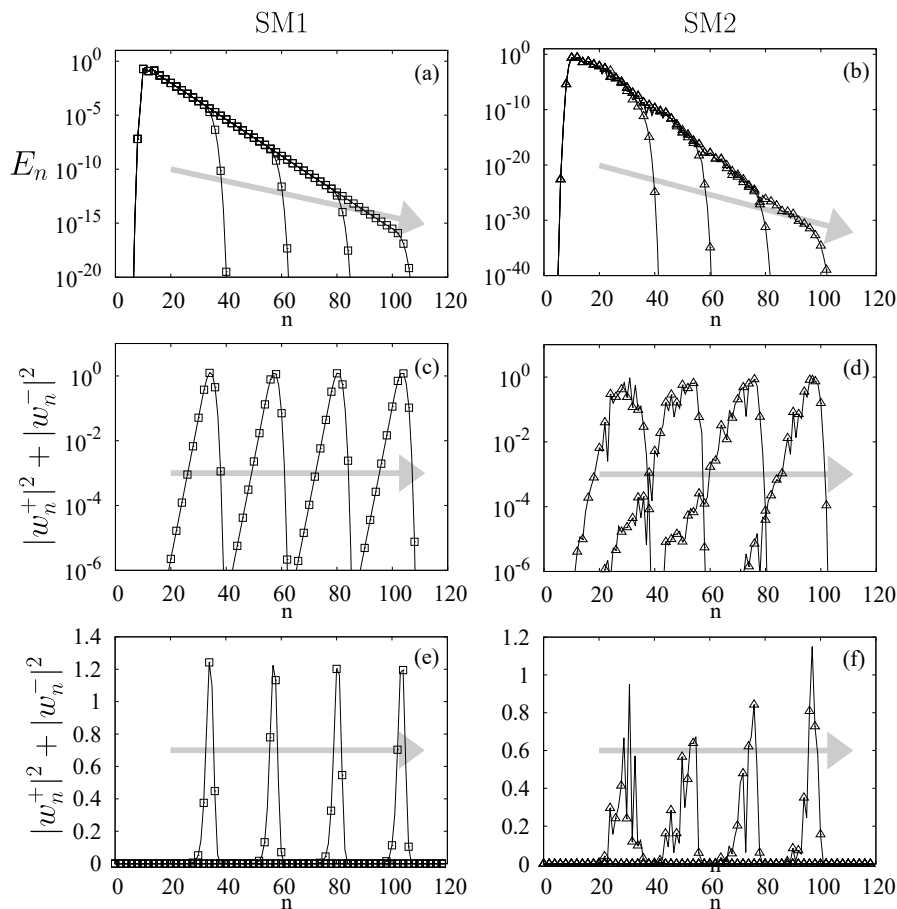 SM1
SM2
(a)
10^0
10^-5
10^-10
10^-15
10^-20
E_n
0 20 40 60 80 100 120
n
(b)
10^0
10^-10
10^-20
10^-30
10^-40
0 20 40 60 80 100 120
n
(c)
10^0
10^-2
10^-4
10^-6
|w_n^+|^2 + |w_n^-|^2
0 20 40 60 80 100 120
n
(d)
10^0
10^-2
10^-4
10^-6
0 20 40 60 80 100 120
n
(e)
1.4
1.2
1
0.8
0.6
0.4
0.2
0
|w_n^+|^2 + |w_n^-|^2
0 20 40 60 80 100 120
n
(f)
1.2
1
0.8
0.6
0.4
0.2
0
0 20 40 60 80 100 120
n